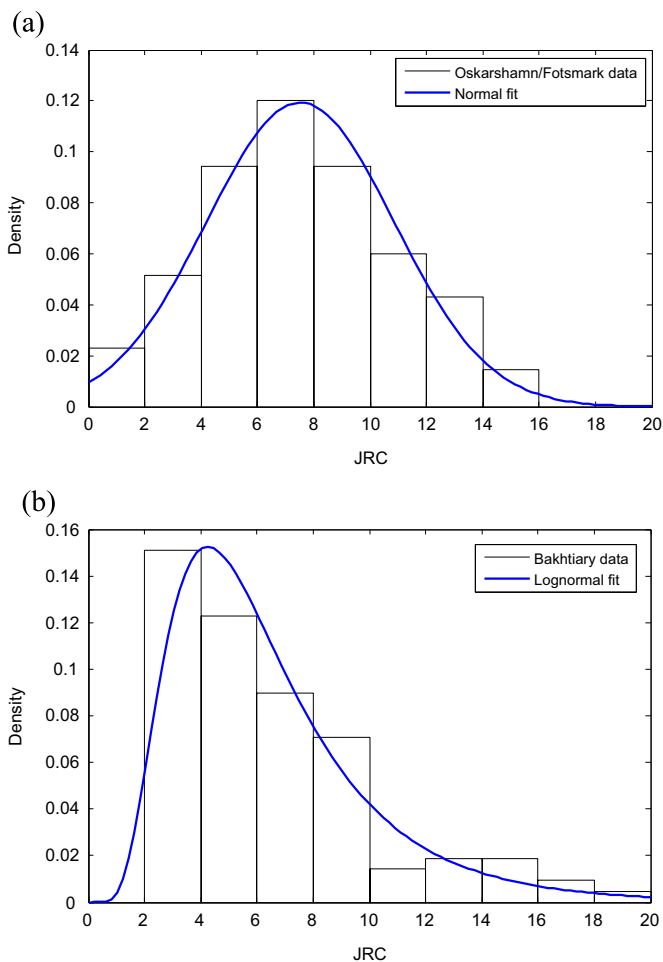 (a)
0.14
0.12
0.1
0.08
0.06
0.04
0.02
0
Density
Oskarshamn/Fotsmark data
Normal fit
0 2 4 6 8 10 12 14 16 18 20
JRC
(b)
0.16
0.14
0.12
0.1
0.08
0.06
0.04
0.02
0
Density
Bakhtiary data
Lognormal fit
0 2 4 6 8 10 12 14 16 18 20
JRC